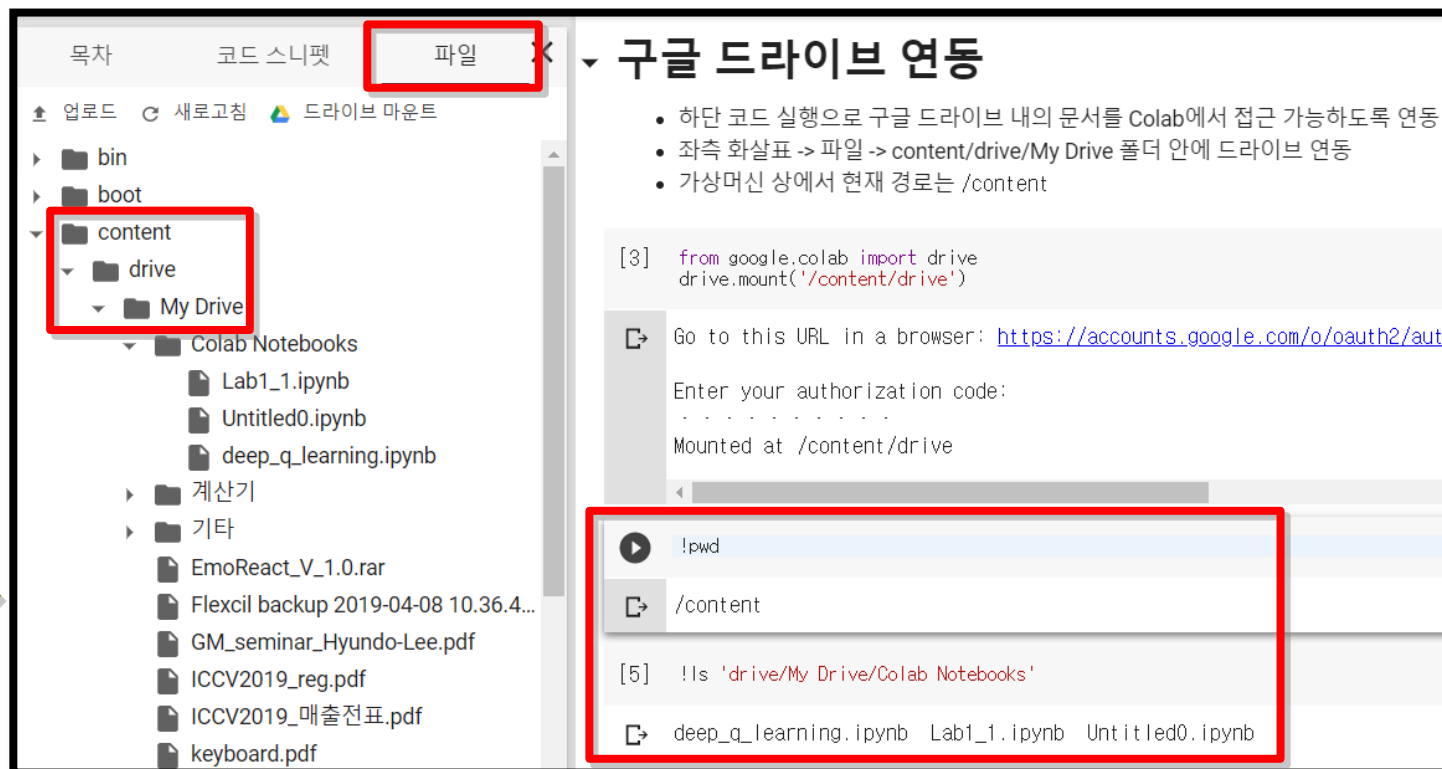 목차 코드 스니펫 파일 X
업로드 새로고침 드라이브 마운트
bin
boot
content
drive
My Drive
Colab Notebooks
Lab1_1.ipynb
Untitled0.ipynb
deep_q_learning.ipynb
계산기
기타
EmoReact_V_1.0.rar
Flexcil backup 2019-04-08 10.36.4...
GM_seminar_Hyundo-Lee.pdf
ICCV2019_reg.pdf
ICCV2019_매출전표.pdf
keyboard.pdf
구글 드라이브 연동
• 하단 코드 실행으로 구글 드라이브 내의 문서를 Colab에서 접근 가능하도록 연동
• 좌측 화살표 -> 파일 -> content/drive/My Drive 폴더 안에 드라이브 연동
• 가상머신 상에서 현재 경로는 /content
[3] from google.colab import drive
drive.mount('/content/drive')
Go to this URL in a browser: https://accounts.google.com/o/oauth2/aut
Enter your authorization code:
··········
Mounted at /content/drive
!pwd
/content
[5] !ls 'drive/My Drive/Colab Notebooks'
deep_q_learning.ipynb Lab1_1.ipynb Untitled0.ipynb